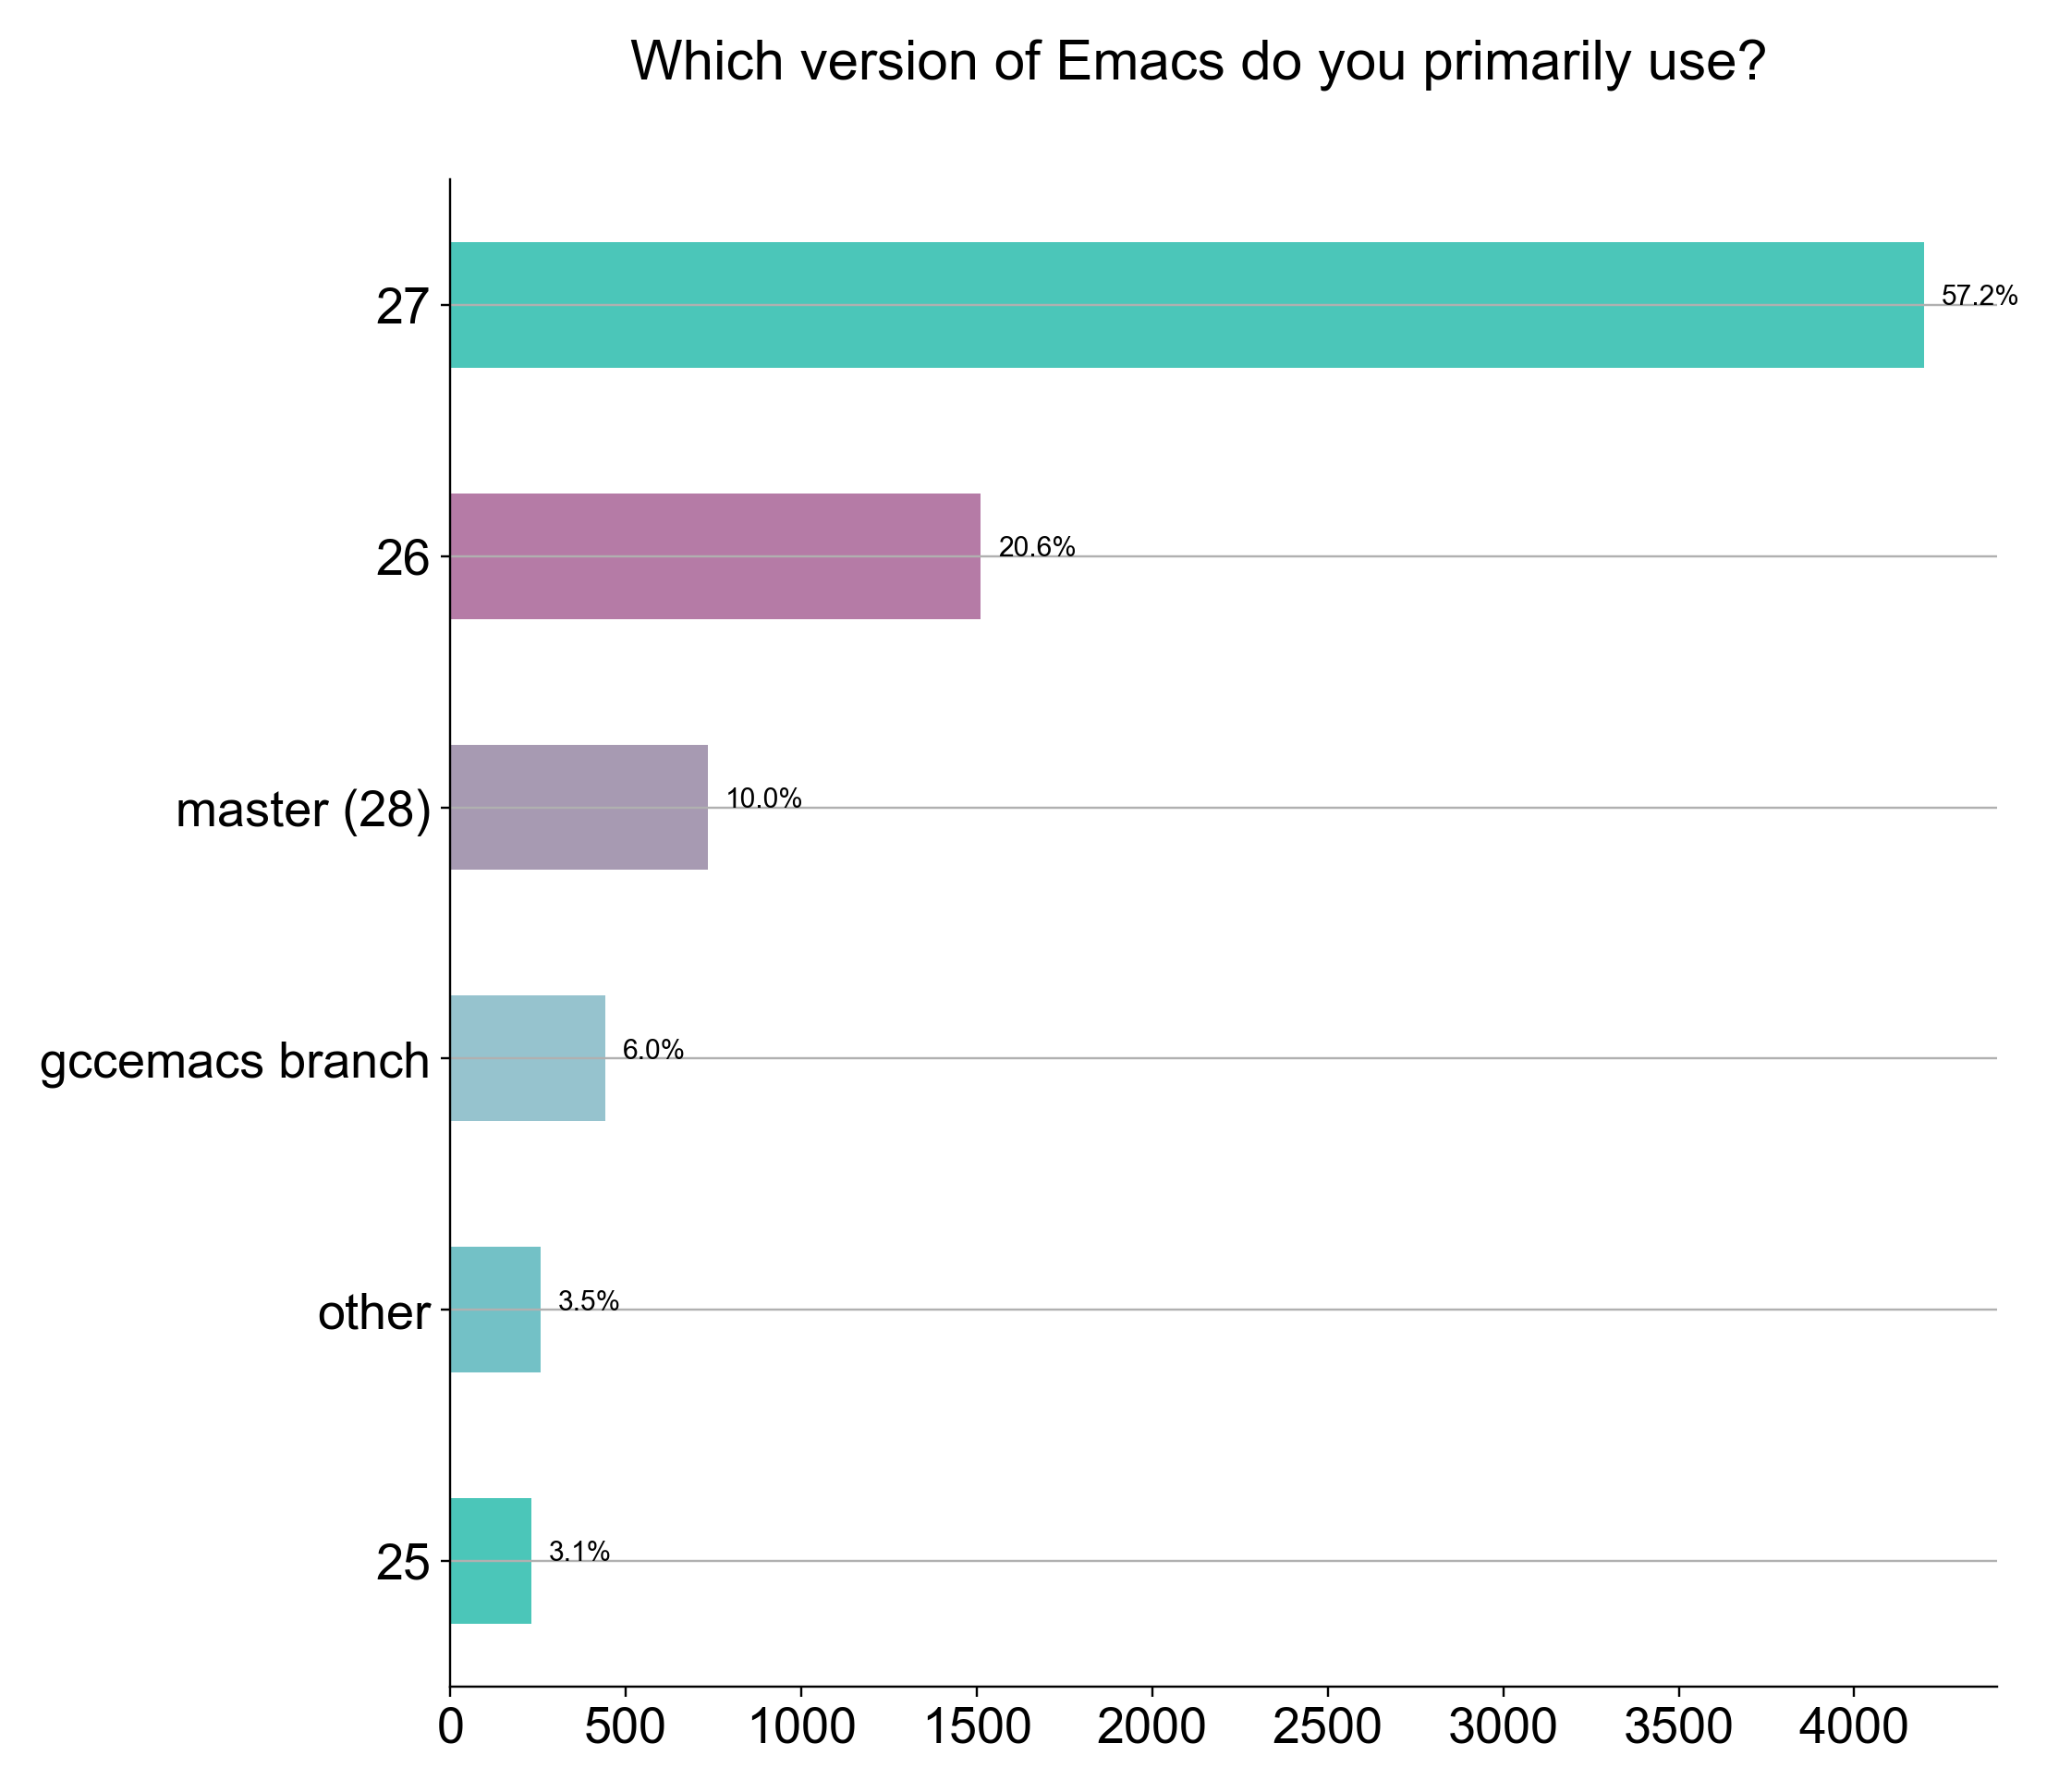 Which version of Emacs do you primarily use?
27
57.2%
26
20.6%
master (28)
10.0%
gccemacs branch
6.0%
other
3.5%
25
3.1%
0 500 1000 1500 2000 2500 3000 3500 4000